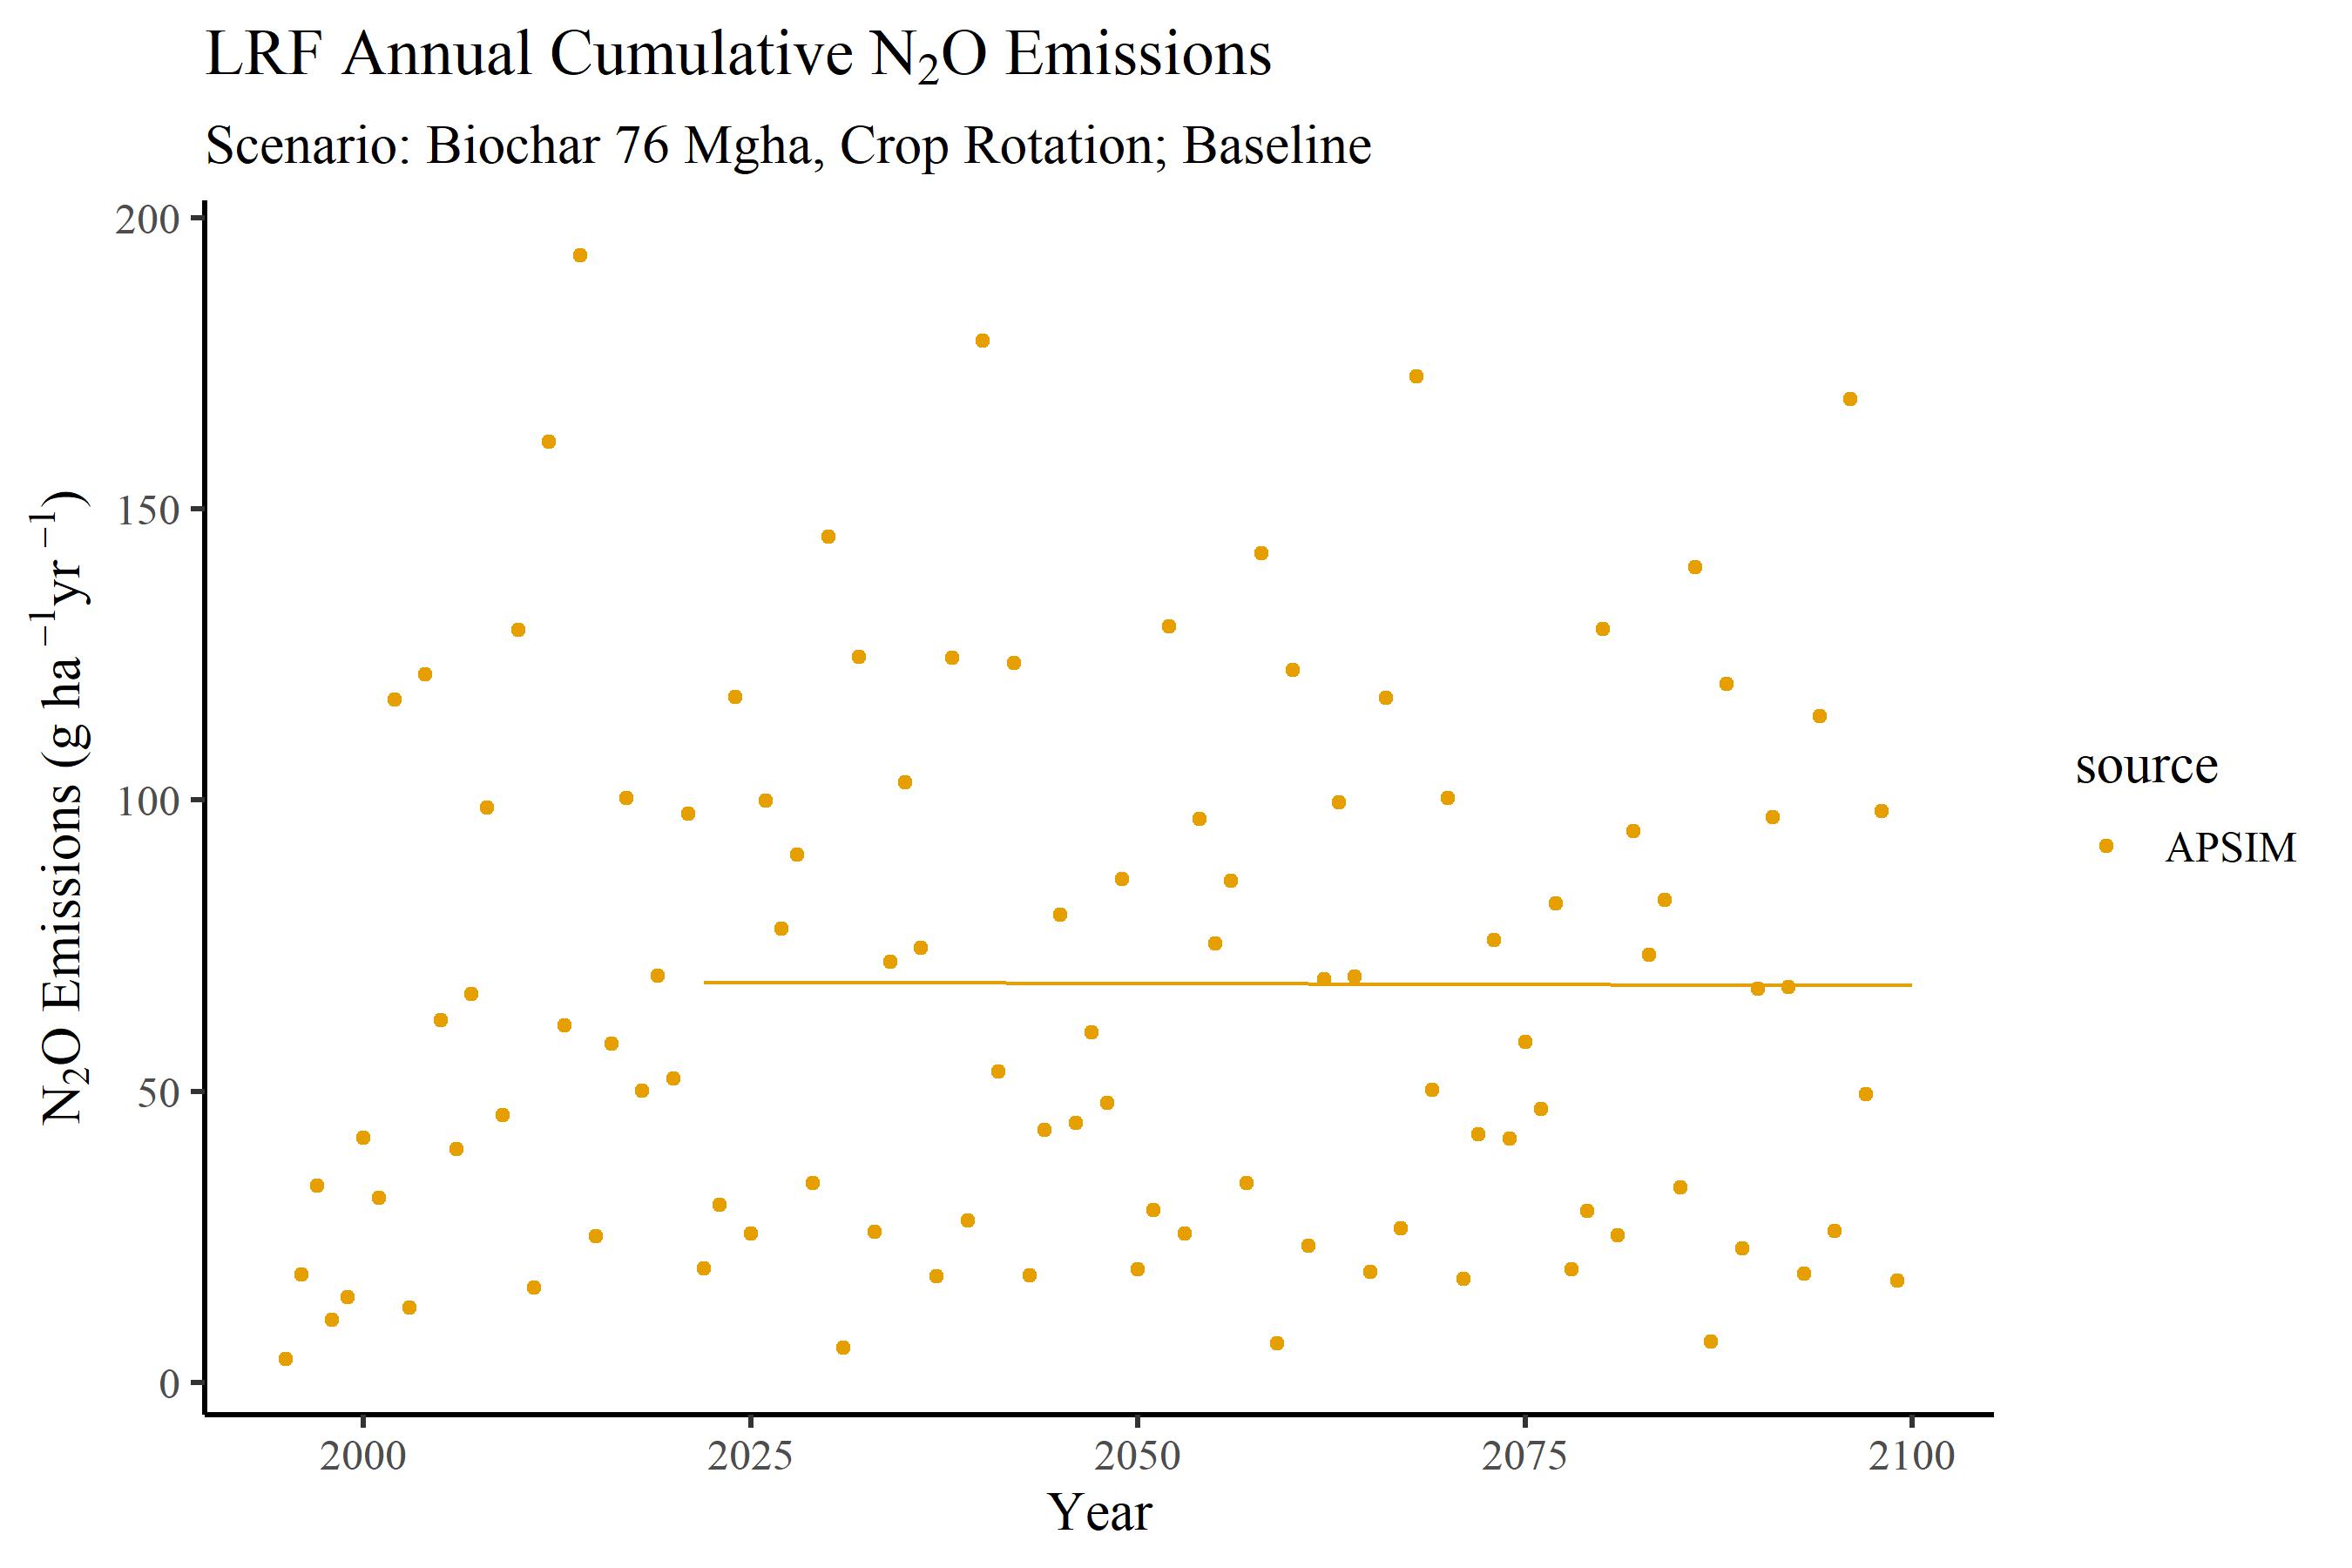 LRF Annual Cumulative N₂O Emissions
Scenario: Biochar 76 Mgha, Crop Rotation; Baseline
N₂O Emissions (g ha ⁻¹yr ⁻¹)
200
150
100
50
0
2000 2025 2050 2075 2100
Year
source
APSIM